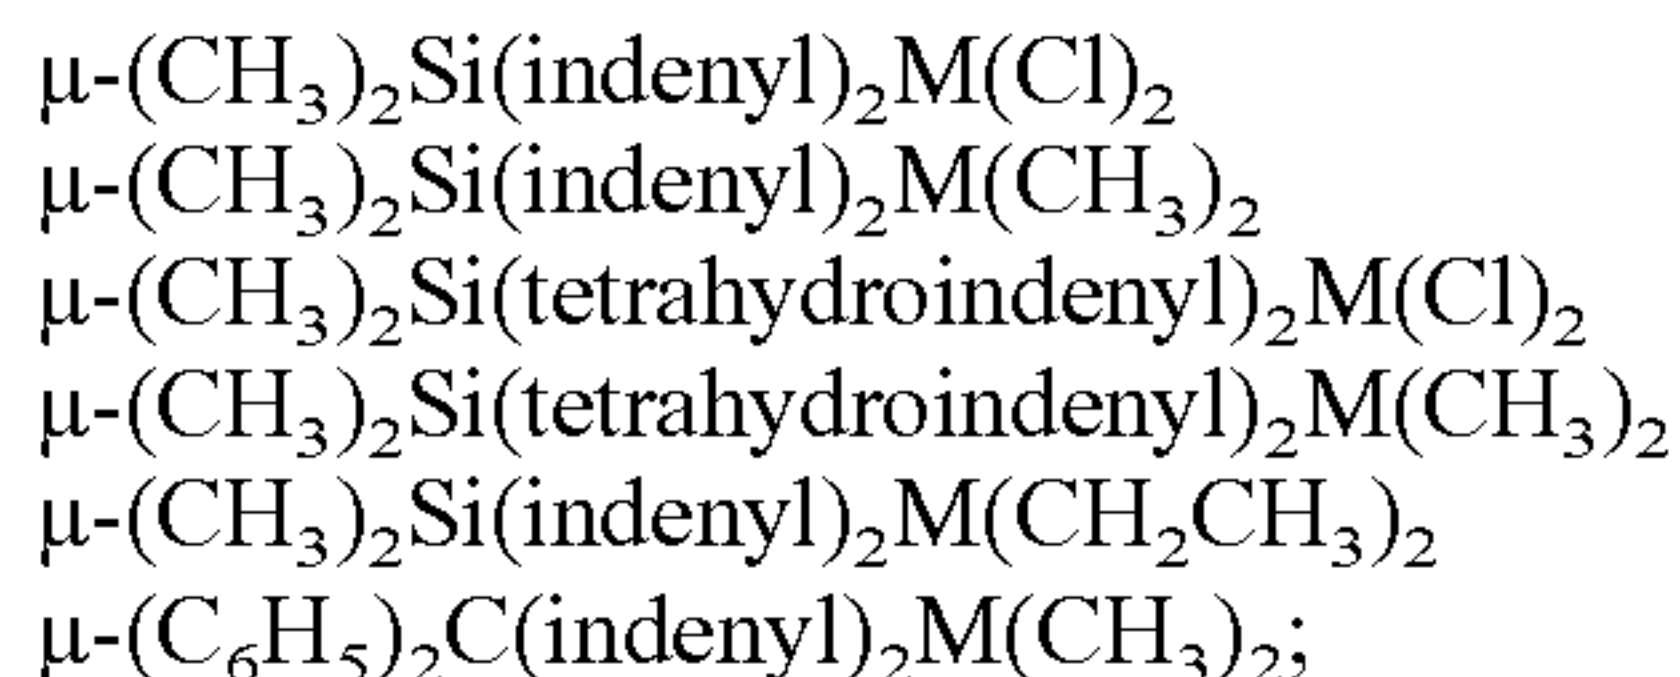 μ-(CH₃)₂Si(indenyl)₂M(Cl)₂
μ-(CH₃)₂Si(indenyl)₂M(CH₃)₂
μ-(CH₃)₂Si(tetrahydroindenyl)₂M(Cl)₂
μ-(CH₃)₂Si(tetrahydroindenyl)₂M(CH₃)₂
μ-(CH₃)₂Si(indenyl)₂M(CH₂CH₃)₂
μ-(C₆H₅)₂C(indenyl)₂M(CH₃)₂;